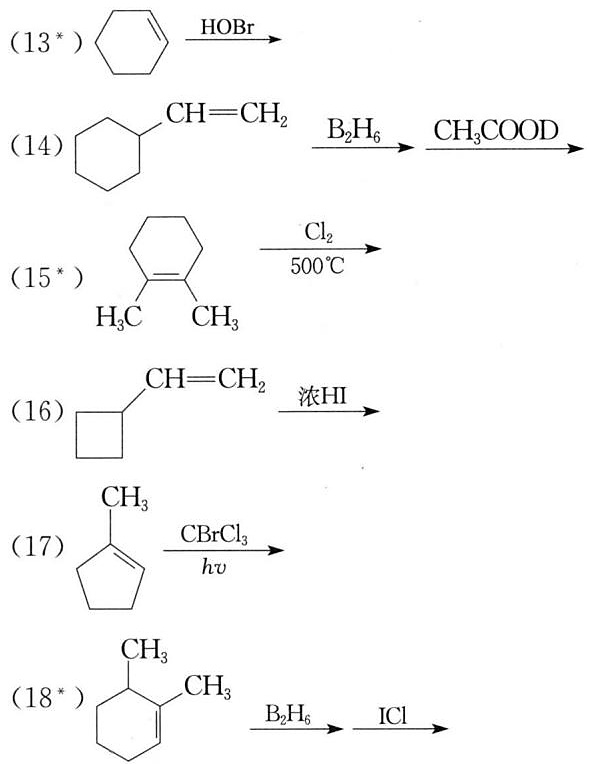 (13*) HOBr
(14) CH=CH₂ B₂H₆ CH₃COOD
(15*) Cl₂
500℃
H₃C CH₃
(16) CH=CH₂ 浓HI
CH₃
(17) CBrCl₃
hν
CH₃
(18*) CH₃ B₂H₆ ICl